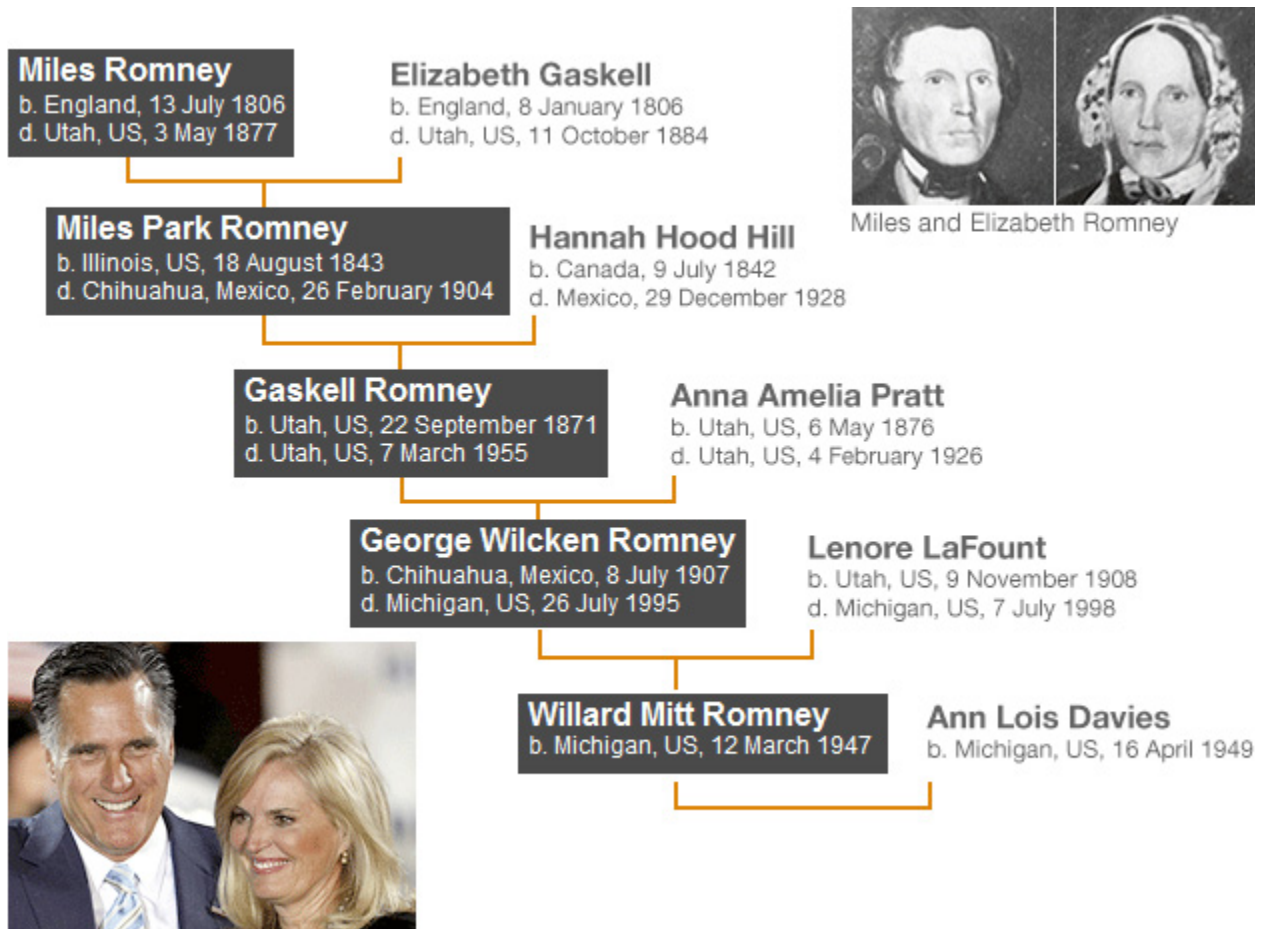 Miles Romney
b. England, 13 July 1806
d. Utah, US, 3 May 1877
Elizabeth Gaskell
b. England, 8 January 1806
d. Utah, US, 11 October 1884
Miles and Elizabeth Romney
Miles Park Romney
b. Illinois, US, 18 August 1843
d. Chihuahua, Mexico, 26 February 1904
Hannah Hood Hill
b. Canada, 9 July 1842
d. Mexico, 29 December 1928
Gaskell Romney
b. Utah, US, 22 September 1871
d. Utah, US, 7 March 1955
Anna Amelia Pratt
b. Utah, US, 6 May 1876
d. Utah, US, 4 February 1926
George Wilcken Romney
b. Chihuahua, Mexico, 8 July 1907
d. Michigan, US, 26 July 1995
Lenore LaFount
b. Utah, US, 9 November 1908
d. Michigan, US, 7 July 1998
Willard Mitt Romney
b. Michigan, US, 12 March 1947
Ann Lois Davies
b. Michigan, US, 16 April 1949